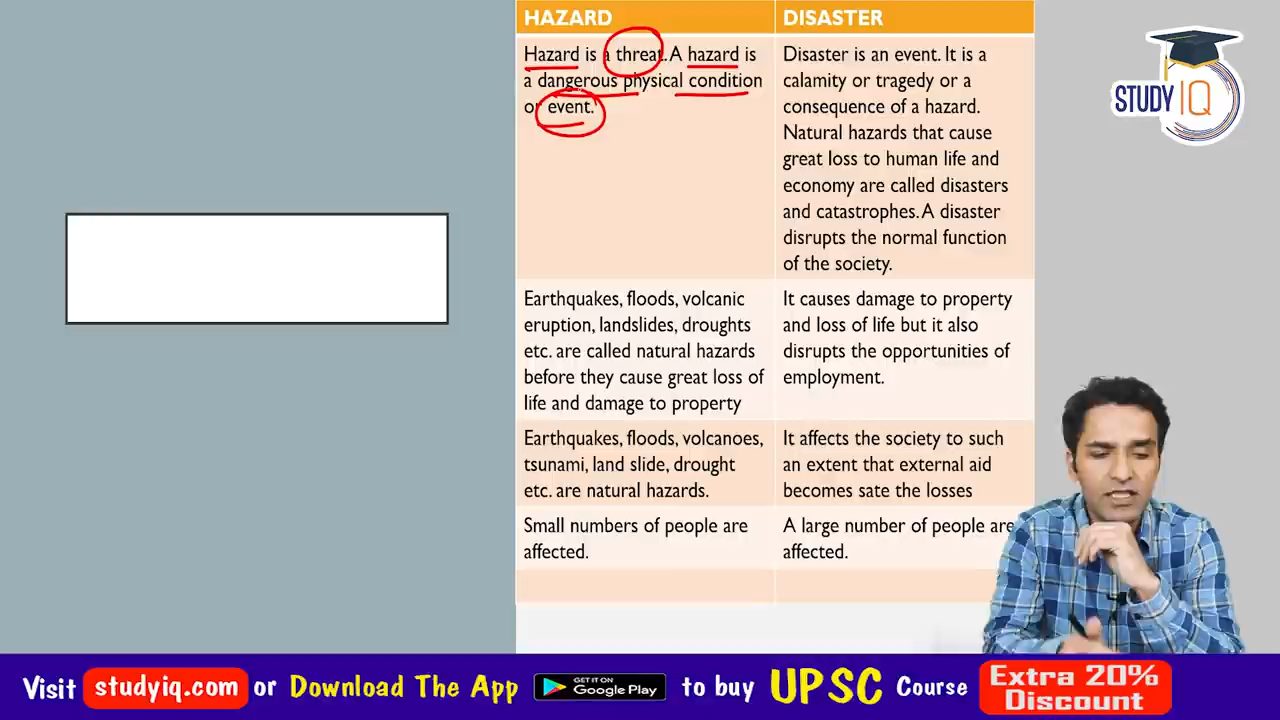 HAZARD
DISASTER
Hazard is a threat. A hazard is
a dangerous physical condition
or event.
Disaster is an event. It is a
calamity or tragedy or a
consequence of a hazard.
Natural hazards that cause
great loss to human life and
economy are called disasters
and catastrophes. A disaster
disrupts the normal function
of the society.
Earthquakes, floods, volcanic
eruption, landslides, droughts
etc. are called natural hazards
before they cause great loss of
life and damage to property
It causes damage to property
and loss of life but it also
disrupts the opportunities of
employment.
Earthquakes, floods, volcanoes,
tsunami, land slide, drought
etc. are natural hazards.
It affects the society to such
an extent that external aid
becomes sate the losses
Small numbers of people are
affected.
A large number of people are
affected.
STUDY IQ
Visit studyiq.com or Download The App GET IT ON Google Play to buy UPSC Course Extra 20%
Discount